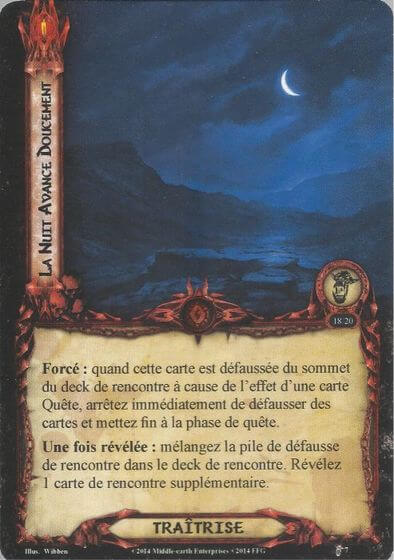 La Nuit Avance Doucement
18-20
Forcé : quand cette carte est défaussée du sommet
du deck de rencontre à cause de l'effet d'une carte
Quête, arrêtez immédiatement de défausser des
cartes et mettez fin à la phase de quête.
Une fois révélée : mélangez la pile de défausse
de rencontre dans le deck de rencontre. Révélez
1 carte de rencontre supplémentaire.
TRAÎTRISE
Illus. Wibben
©2014 Middle-earth Enterprises ©2014 FFG
7